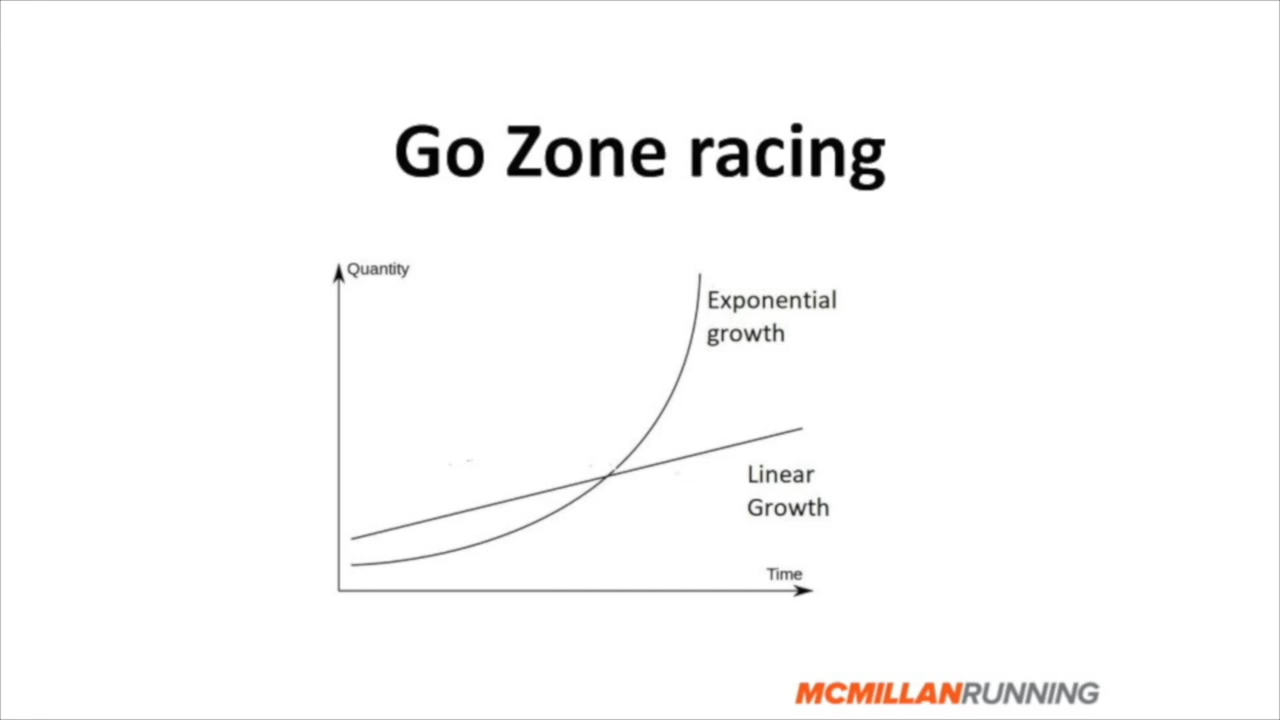 Go Zone racing
Quantity
Exponential
growth
Linear
Growth
Time
MCMILLANRUNNING